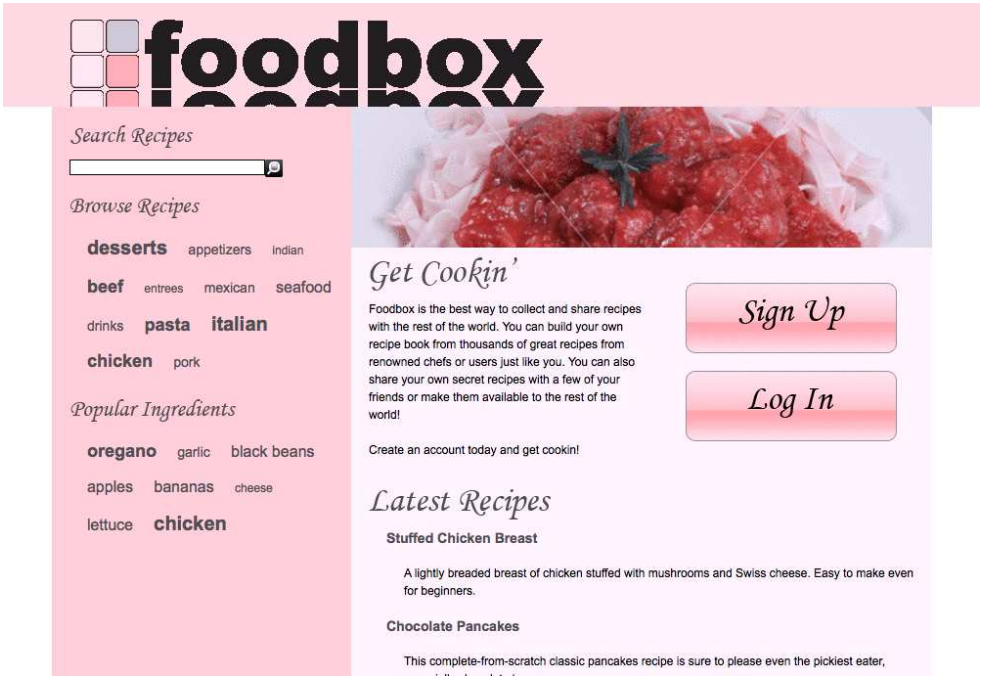 foodbox
Search Recipes
Browse Recipes
desserts appetizers indian
beef entrees mexican seafood
drinks pasta italian
chicken pork
Popular Ingredients
oregano garlic black beans
apples bananas cheese
lettuce chicken
Get Cookin'
Foodbox is the best way to collect and share recipes
with the rest of the world. You can build your own
recipe book from thousands of great recipes from
renowned chefs or users just like you. You can also
share your own secret recipes with a few of your
friends or make them available to the rest of the
world!
Create an account today and get cookin!
Sign Up
Log In
Latest Recipes
Stuffed Chicken Breast
A lightly breaded breast of chicken stuffed with mushrooms and Swiss cheese. Easy to make even
for beginners.
Chocolate Pancakes
This complete-from-scratch classic pancakes recipe is sure to please even the pickiest eater,